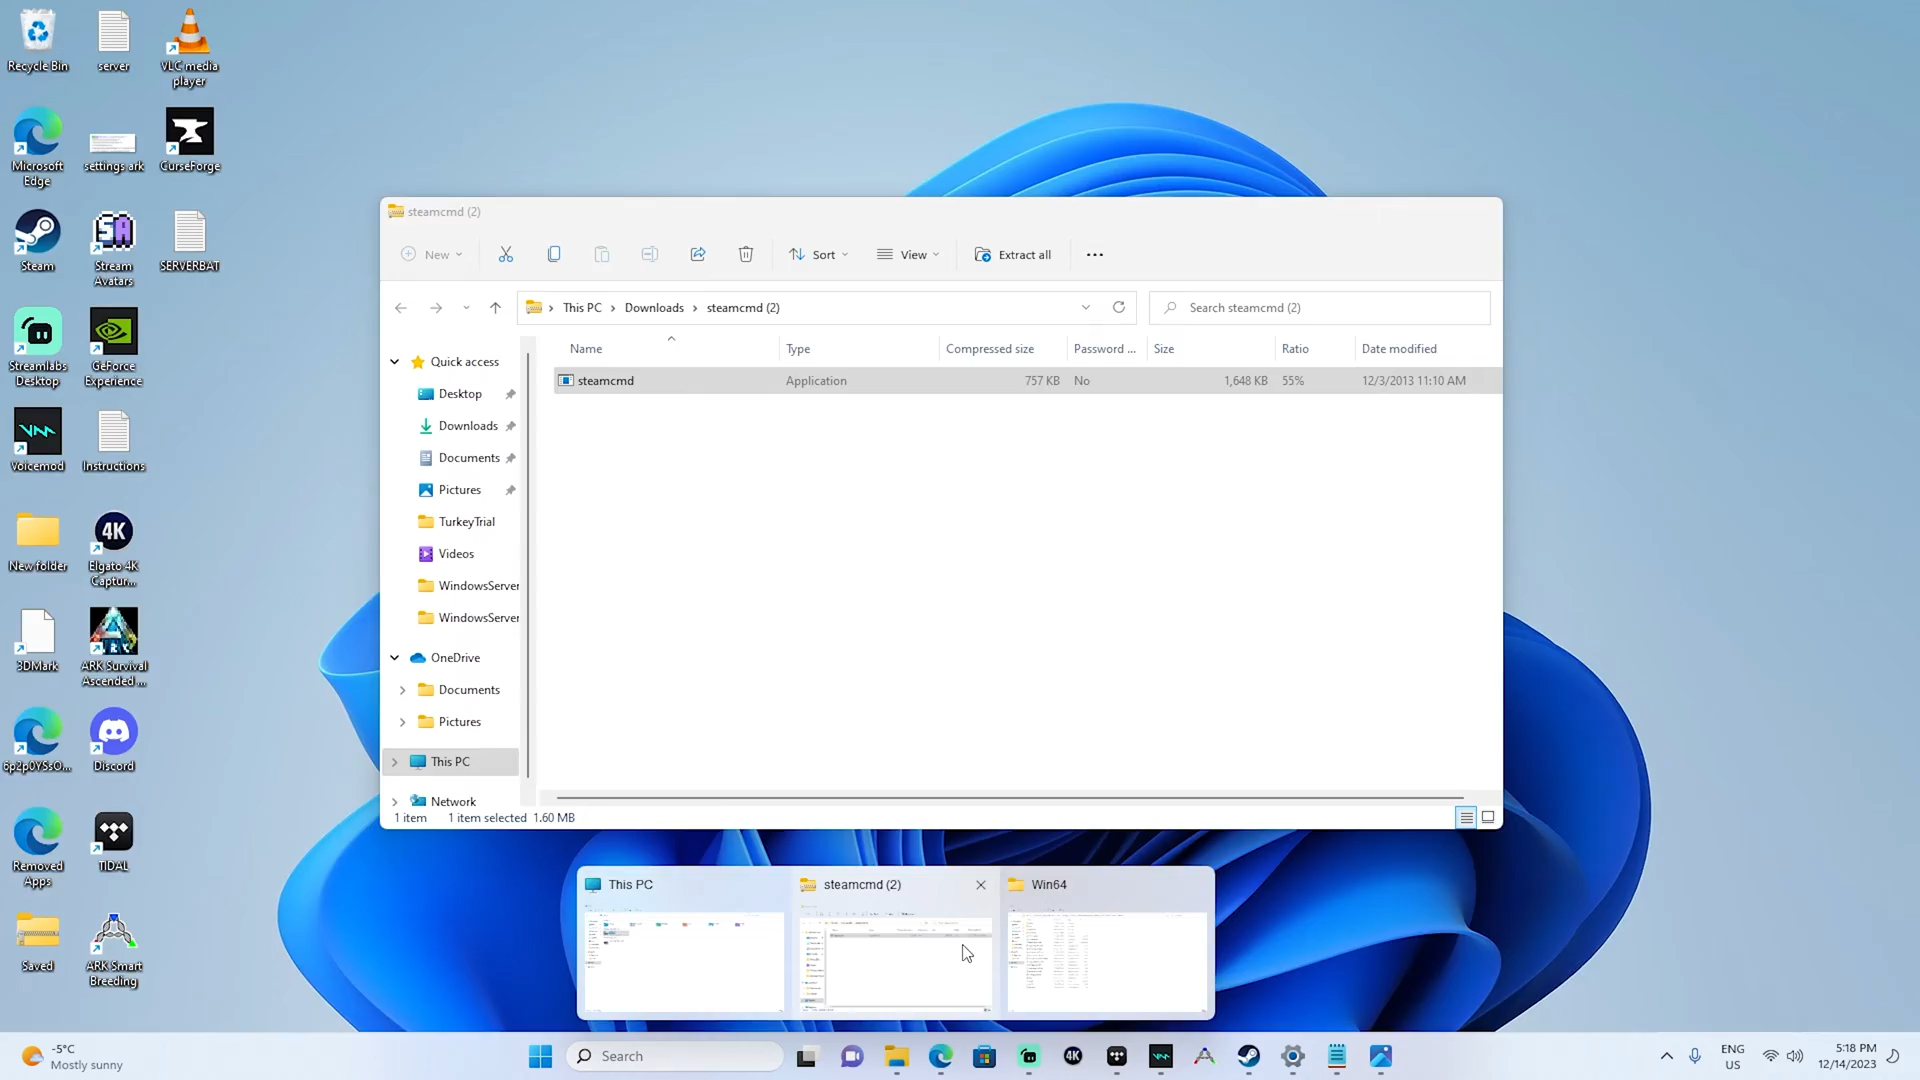 Recycle Bin
server
VLC media
player
Microsoft
Edge
settings ark
CurseForge
Steam
Stream
Avatars
SERVERBAT
Streamlabs
Desktop
GeForce
Experience
Voicemod
Instructions
New folder
Elgato 4K
Captur...
3DMark
ARK Survival
Ascended ...
6p2p0YSsO...
Discord
Removed
Apps
TIDAL
Saved
ARK Smart
Breeding
steamcmd (2)
New
Sort
View
Extract all
This PC
Downloads
steamcmd (2)
Search steamcmd (2)
Name
Type
Compressed size
Password ...
Size
Ratio
Date modified
steamcmd
Application
757 KB
No
1,648 KB
55%
12/3/2013 11:10 AM
Quick access
Desktop
Downloads
Documents
Pictures
TurkeyTrial
Videos
WindowsServer
WindowsServer
OneDrive
Documents
Pictures
This PC
Network
1 item
1 item selected 1.60 MB
This PC
steamcmd (2)
Win64
-5°C
Mostly sunny
Search
4K
ENG
US
5:18 PM
12/14/2023